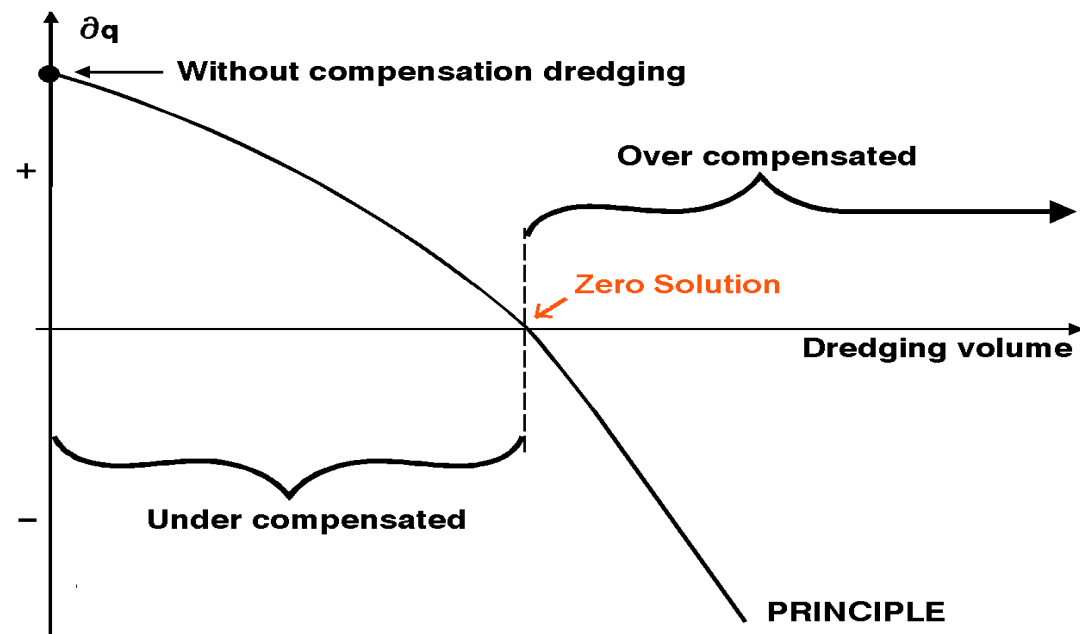 ∂q
Without compensation dredging
+
Over compensated
Zero Solution
Dredging volume
Under compensated
–
PRINCIPLE